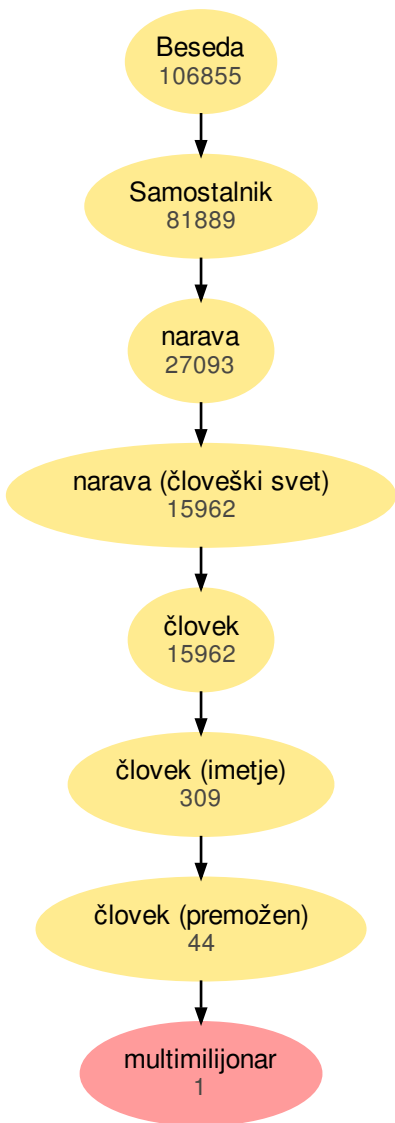 Beseda
106855
Samostalnik
81889
narava
27093
narava (človeški svet)
15962
človek
15962
človek (imetje)
309
človek (premožen)
44
multimilijonar
1